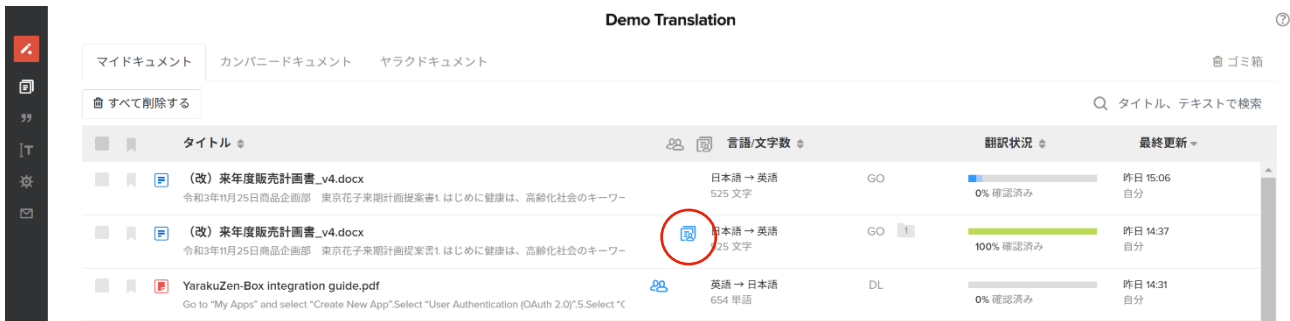 Demo Translation
マイドキュメント カンパニードキュメント ヤラクドキュメント ゴミ箱
すべて削除する タイトル、テキストで検索
タイトル 言語/文字数 翻訳状況 最終更新
（改）来年度販売計画書_v4.docx 日本語 → 英語 GO 昨日 15:06
令和3年11月25日商品企画部 東京花子来期計画提案書1. はじめに健康は、高齢化社会のキーワー 525 文字 0% 確認済み 自分
（改）来年度販売計画書_v4.docx 日本語 → 英語 GO 1 昨日 14:37
令和3年11月25日商品企画部 東京花子来期計画提案書1. はじめに健康は、高齢化社会のキーワー 525 文字 100% 確認済み 自分
YarakuZen-Box integration guide.pdf 英語 → 日本語 DL 昨日 14:31
Go to "My Apps" and select "Create New App".Select "User Authentication (OAuth 2.0)".5.Select 654 単語 0% 確認済み 自分